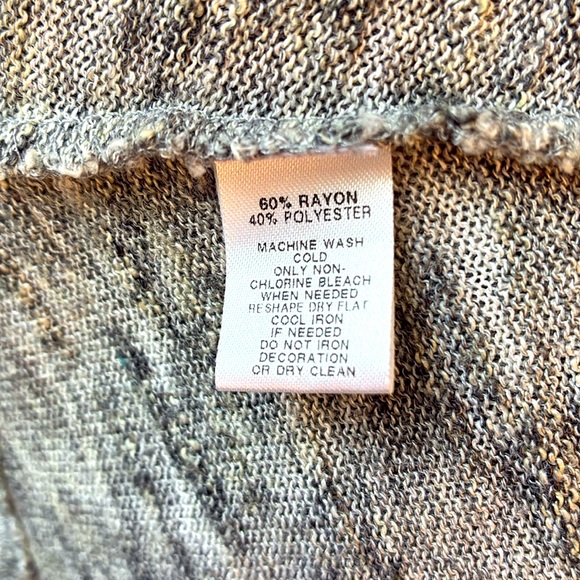 60% RAYON
40% POLYESTER
MACHINE WASH
COLD
ONLY NON-
CHLORINE BLEACH
WHEN NEEDED
RESHAPE DRY FLAT
COOL IRON
IF NEEDED
DO NOT IRON
DECORATION
OR DRY CLEAN